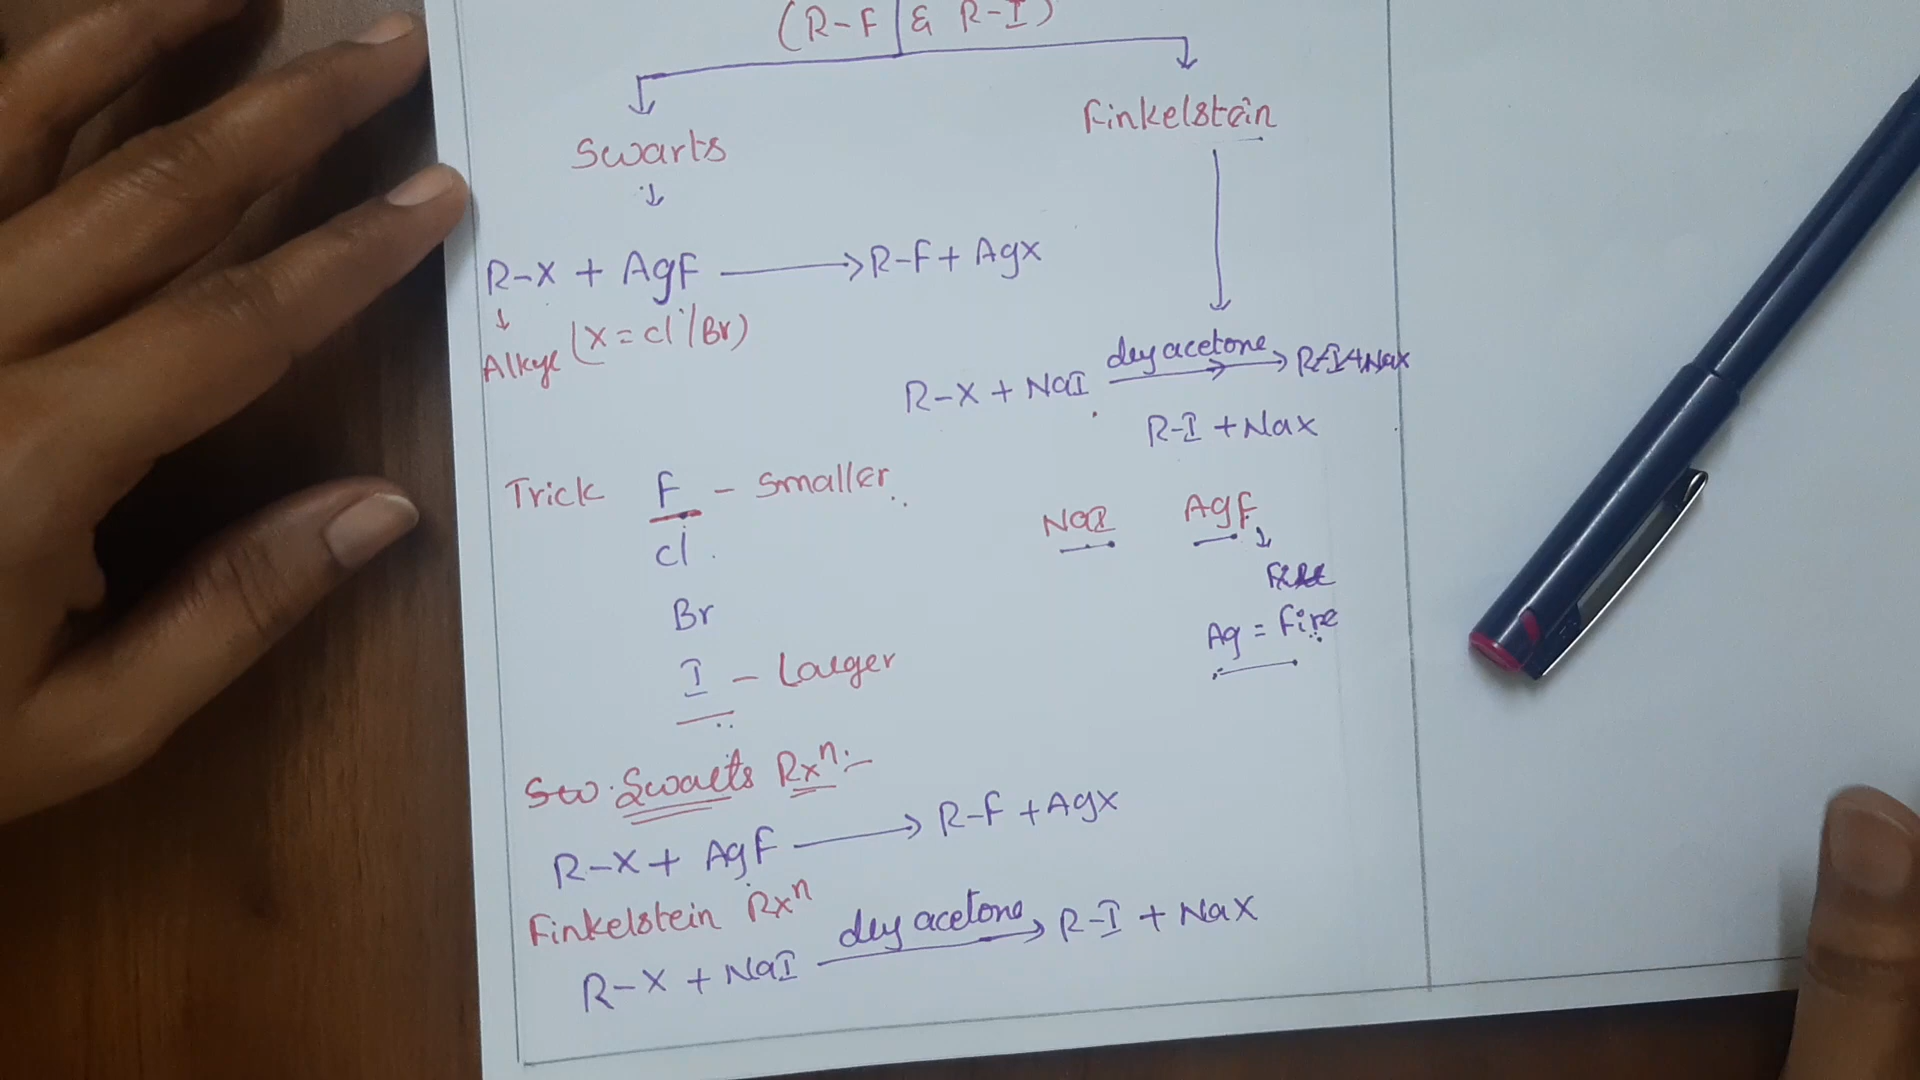 (R-F & R-I)
Swarts
Finkelstein
R-X + AgF → R-F + AgX
Alkyl (X = Cl/Br)
R-X + NaI dry acetone → R-I+NaX
R-I + NaX
Trick F - Smaller
Cl
Br
I - Larger
NaI AgF
Ag = Fire
Sw. Swarts Rxⁿ:-
R-X + AgF → R-F + AgX
Finkelstein Rxⁿ
R-X + NaI dry acetone → R-I + NaX